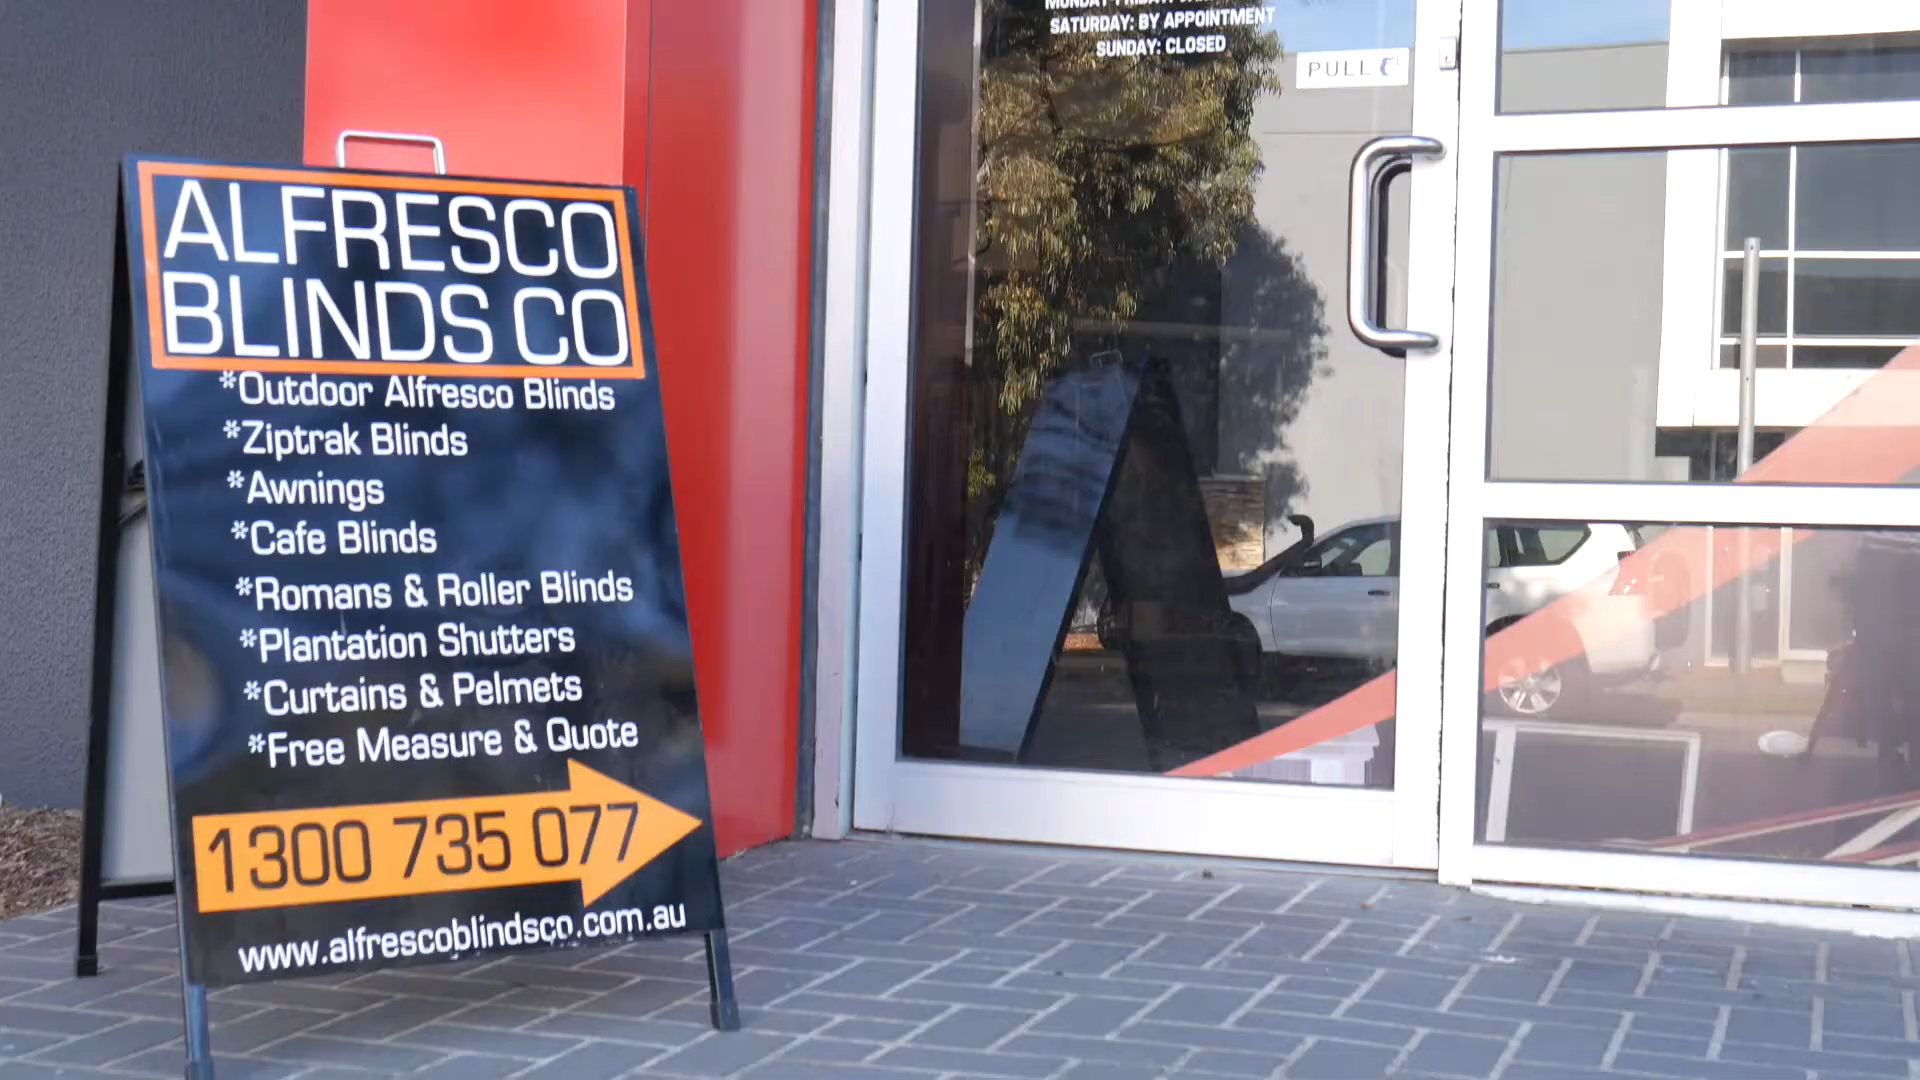 ALFRESCO
BLINDS CO
*Outdoor Alfresco Blinds
*Ziptrak Blinds
*Awnings
*Cafe Blinds
*Romans & Roller Blinds
*Plantation Shutters
*Curtains & Pelmets
*Free Measure & Quote
1300 735 077
www.alfrescoblindsco.com.au
SATURDAY: BY APPOINTMENT
SUNDAY: CLOSED
PULL